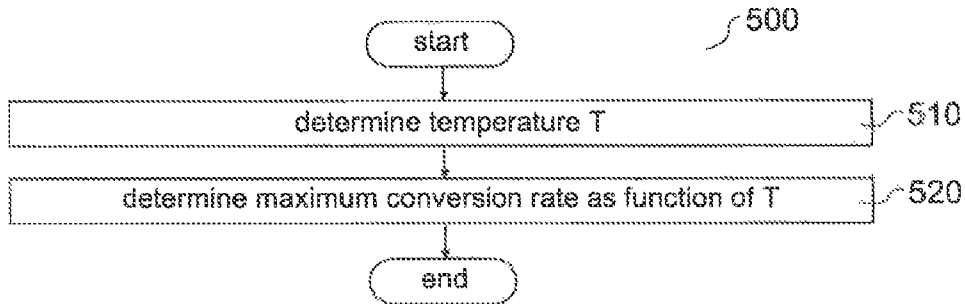 500
start
determine temperature T
510
determine maximum conversion rate as function of T
520
end